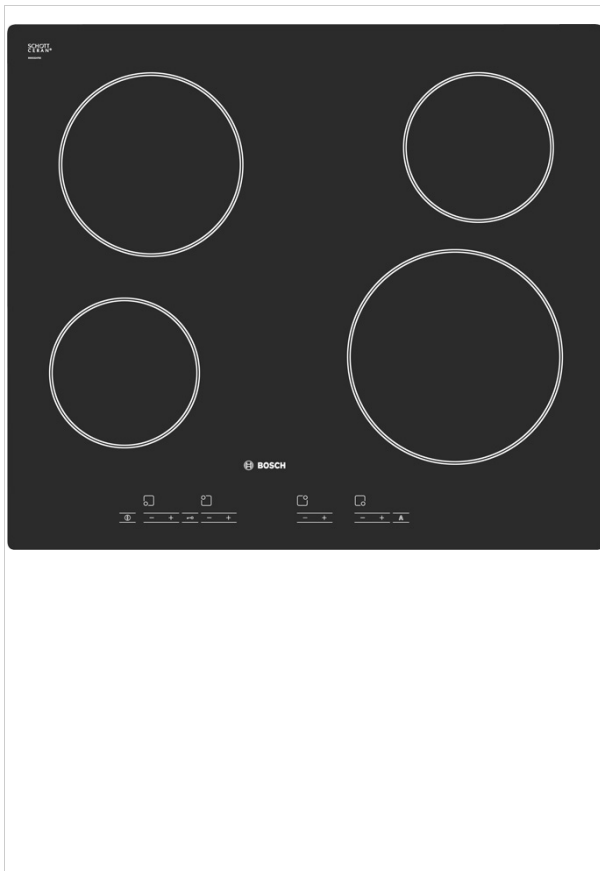 SCHOTT
CERAN®
BOSCH
- + - + - + - + A